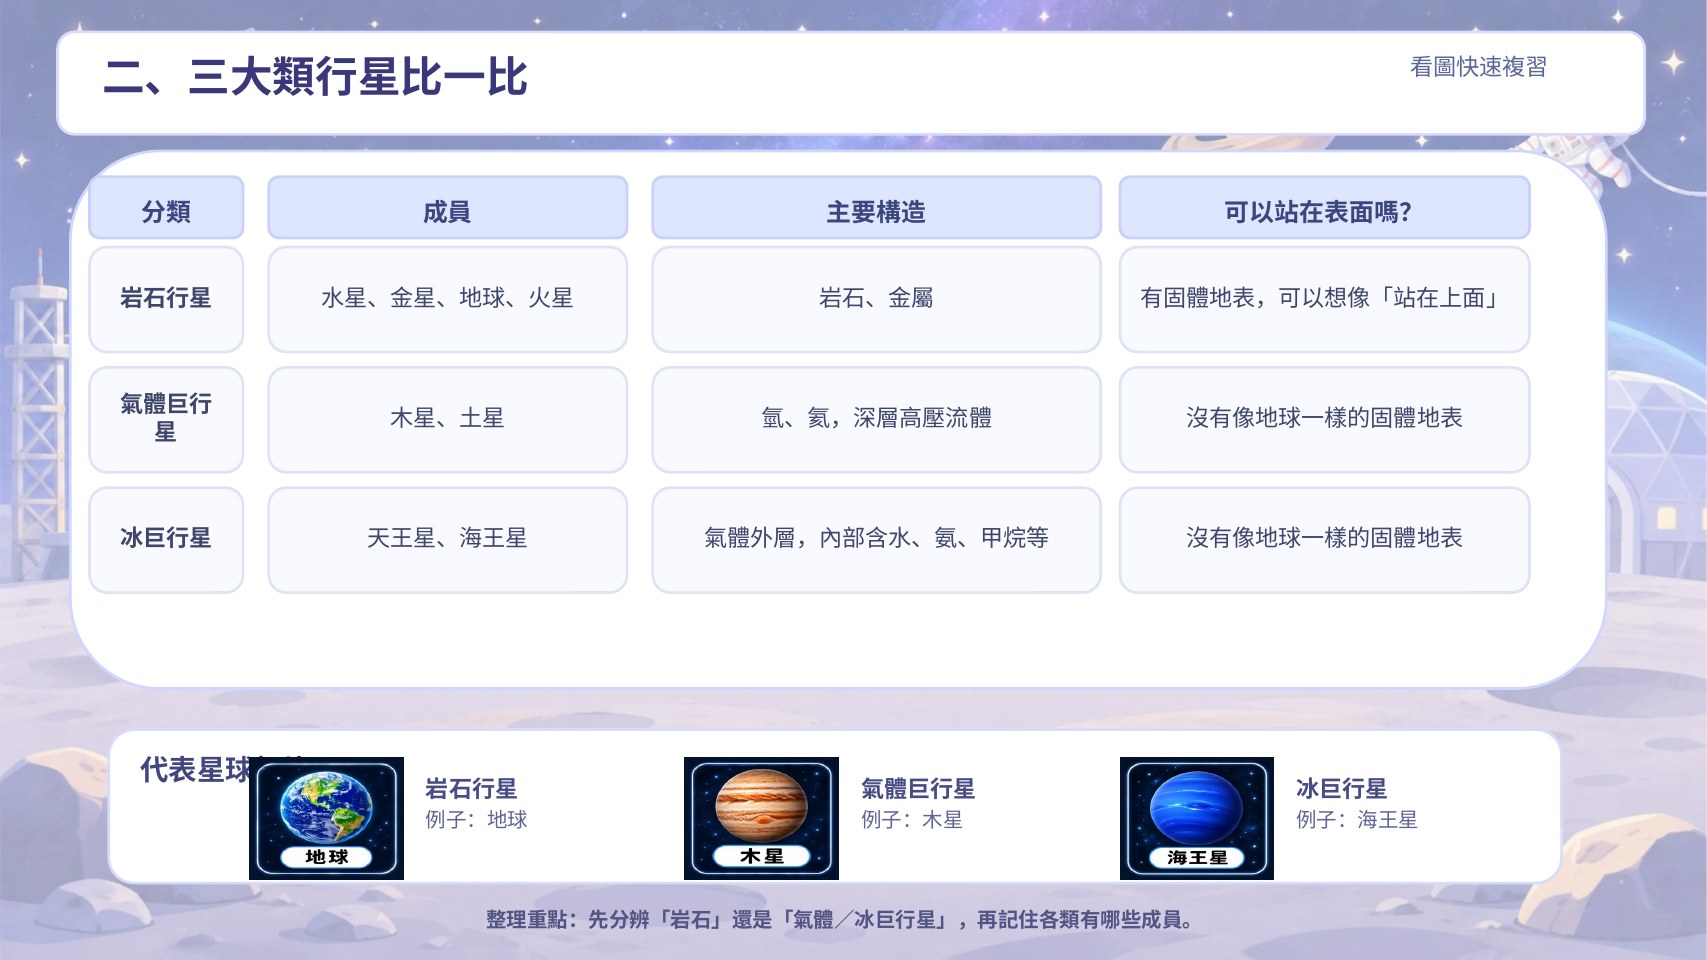 二、三大類行星比一比
看圖快速複習
分類
成員
主要構造
可以站在表面嗎？
岩石行星
水星、金星、地球、火星
岩石、金屬
有固體地表，可以想像「站在上面」
氣體巨行
星
木星、土星
氫、氦，深層高壓流體
沒有像地球一樣的固體地表
冰巨行星
天王星、海王星
氣體外層，內部含水、氨、甲烷等
沒有像地球一樣的固體地表
代表星球
地球
岩石行星
例子：地球
木星
氣體巨行星
例子：木星
海王星
冰巨行星
例子：海王星
整理重點：先分辨「岩石」還是「氣體／冰巨行星」，再記住各類有哪些成員。